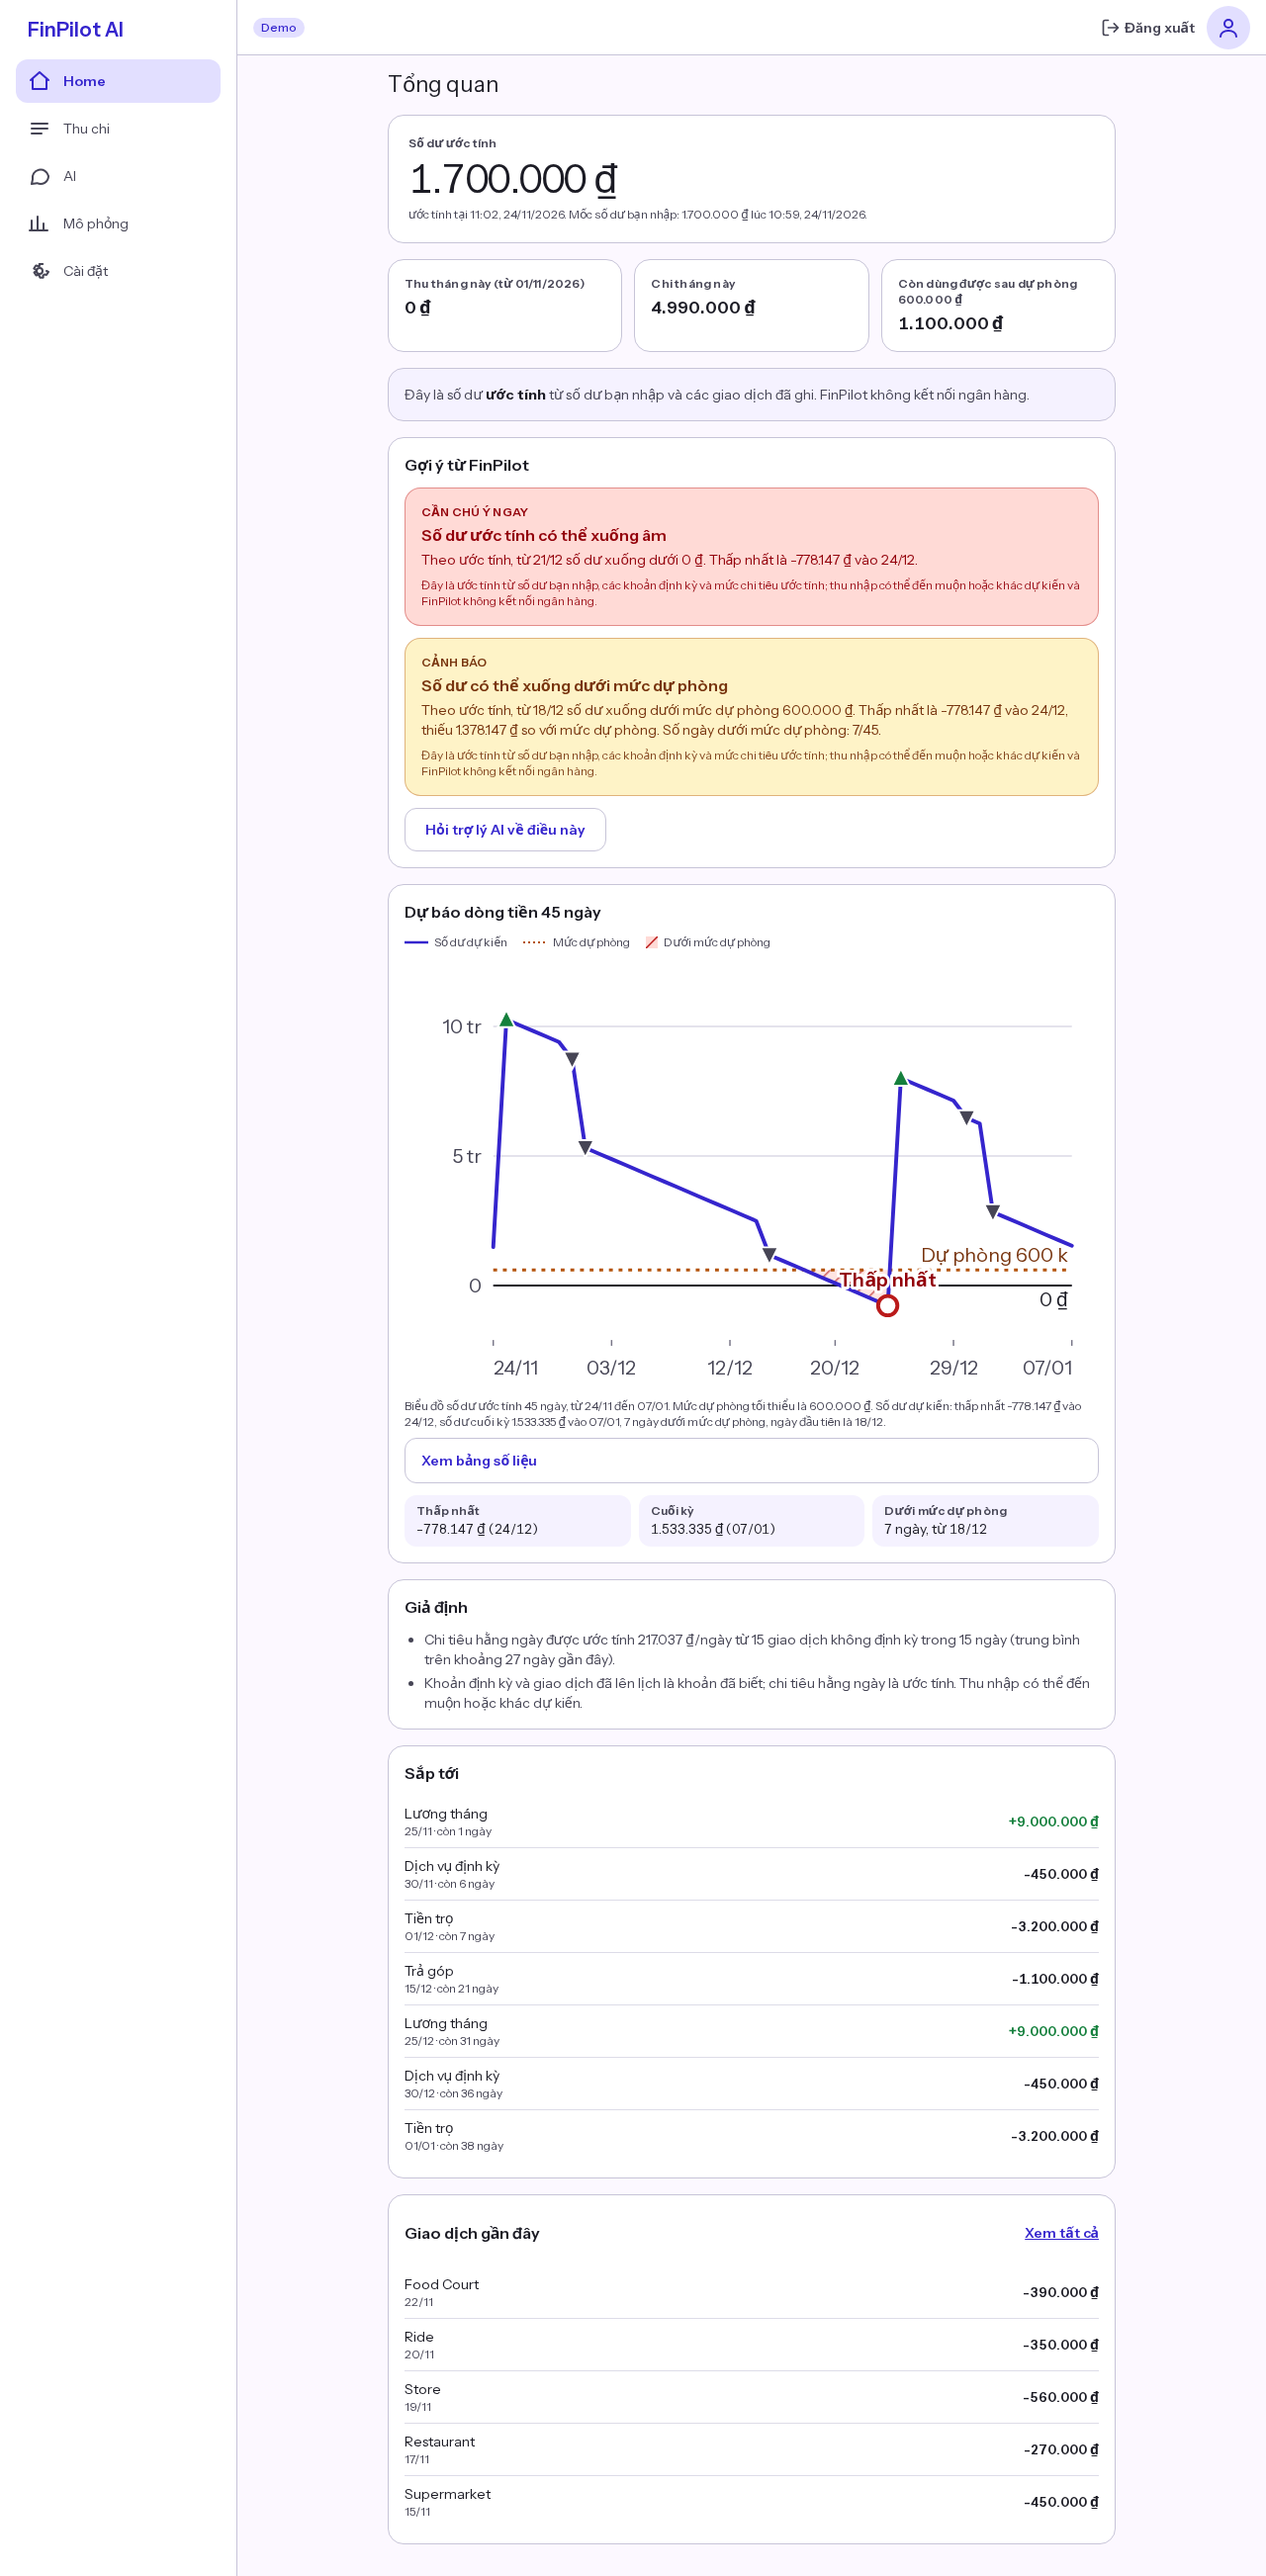 FinPilot AI
Home
Thu chi
AI
Mô phỏng
Cài đặt
Demo
Đăng xuất
Tổng quan
Số dư ước tính
1.700.000 ₫
ước tính tại 11:02, 24/11/2026. Mốc số dư bạn nhập: 1.700.000 ₫ lúc 10:59, 24/11/2026.
Thu tháng này (từ 01/11/2026)
0 ₫
Chi tháng này
4.990.000 ₫
Còn dùng được sau dự phòng
600.000 ₫
1.100.000 ₫
Đây là số dư ước tính từ số dư bạn nhập và các giao dịch đã ghi. FinPilot không kết nối ngân hàng.
Gợi ý từ FinPilot
CẦN CHÚ Ý NGAY
Số dư ước tính có thể xuống âm
Theo ước tính, từ 21/12 số dư xuống dưới 0 ₫. Thấp nhất là -778.147 ₫ vào 24/12.
Đây là ước tính từ số dư bạn nhập, các khoản định kỳ và mức chi tiêu ước tính; thu nhập có thể đến muộn hoặc khác dự kiến và
FinPilot không kết nối ngân hàng.
CẢNH BÁO
Số dư có thể xuống dưới mức dự phòng
Theo ước tính, từ 18/12 số dư xuống dưới mức dự phòng 600.000 ₫. Thấp nhất là -778.147 ₫ vào 24/12,
thiếu 1.378.147 ₫ so với mức dự phòng. Số ngày dưới mức dự phòng: 7/45.
Đây là ước tính từ số dư bạn nhập, các khoản định kỳ và mức chi tiêu ước tính; thu nhập có thể đến muộn hoặc khác dự kiến và
FinPilot không kết nối ngân hàng.
Hỏi trợ lý AI về điều này
Dự báo dòng tiền 45 ngày
Số dư dự kiến
Mức dự phòng
Dưới mức dự phòng
10 tr
5 tr
Dự phòng 600 k
Thấp nhất
0
0 ₫
24/11
03/12
12/12
20/12
29/12
07/01
Biểu đồ số dư ước tính 45 ngày, từ 24/11 đến 07/01. Mức dự phòng tối thiểu là 600.000 ₫. Số dư dự kiến: thấp nhất -778.147 ₫ vào
24/12, số dư cuối kỳ 1.533.335 ₫ vào 07/01, 7 ngày dưới mức dự phòng, ngày đầu tiên là 18/12.
Xem bảng số liệu
Thấp nhất
-778.147 ₫ (24/12)
Cuối kỳ
1.533.335 ₫ (07/01)
Dưới mức dự phòng
7 ngày, từ 18/12
Giả định
Chi tiêu hằng ngày được ước tính 217.037 ₫/ngày từ 15 giao dịch không định kỳ trong 15 ngày (trung bình
trên khoảng 27 ngày gần đây).
Khoản định kỳ và giao dịch đã lên lịch là khoản đã biết; chi tiêu hằng ngày là ước tính. Thu nhập có thể đến
muộn hoặc khác dự kiến.
Sắp tới
Lương tháng
25/11 · còn 1 ngày
+9.000.000 ₫
Dịch vụ định kỳ
30/11 · còn 6 ngày
-450.000 ₫
Tiền trọ
01/12 · còn 7 ngày
-3.200.000 ₫
Trả góp
15/12 · còn 21 ngày
-1.100.000 ₫
Lương tháng
25/12 · còn 31 ngày
+9.000.000 ₫
Dịch vụ định kỳ
30/12 · còn 36 ngày
-450.000 ₫
Tiền trọ
01/01 · còn 38 ngày
-3.200.000 ₫
Giao dịch gần đây
Xem tất cả
Food Court
22/11
-390.000 ₫
Ride
20/11
-350.000 ₫
Store
19/11
-560.000 ₫
Restaurant
17/11
-270.000 ₫
Supermarket
15/11
-450.000 ₫